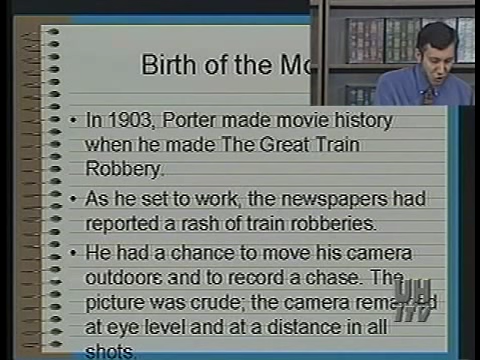 Birth of the Mo
• In 1903, Porter made movie history
when he made The Great Train
Robbery.
• As he set to work, the newspapers had
reported a rash of train robberies.
• He had a chance to move his camera
outdoors and to record a chase. The
picture was crude; the camera remained
at eye level and at a distance in all
shots.
UH
ITV